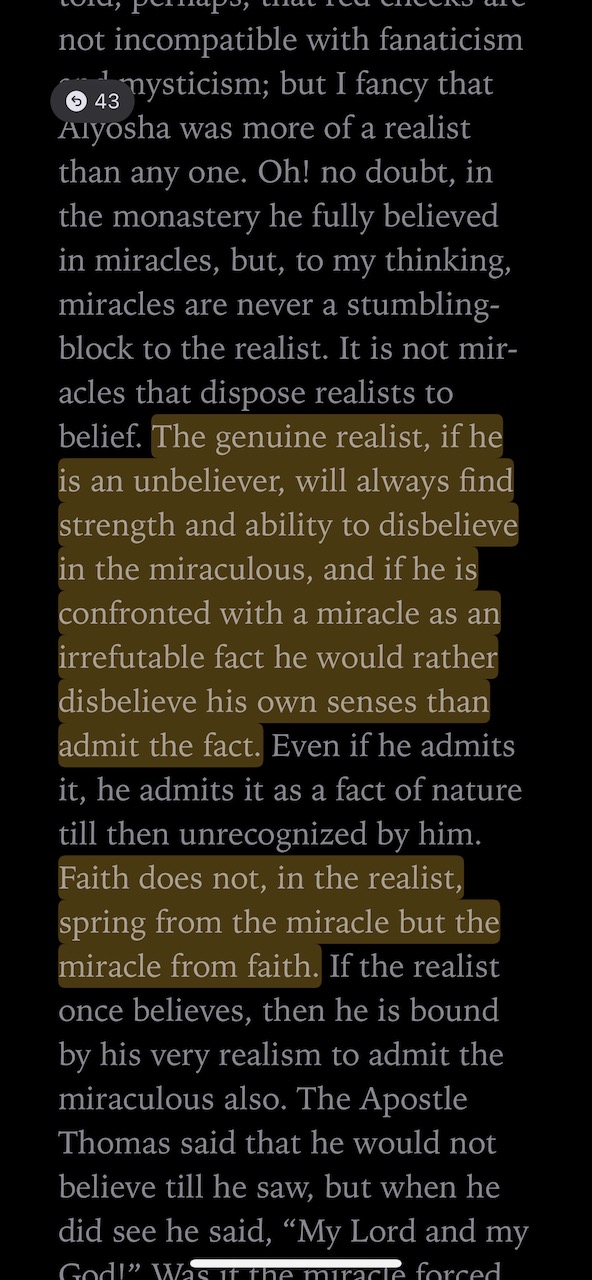 told, perhaps, that red cheeks are
not incompatible with fanaticism
and mysticism; but I fancy that
43
Alyosha was more of a realist
than any one. Oh! no doubt, in
the monastery he fully believed
in miracles, but, to my thinking,
miracles are never a stumbling-
block to the realist. It is not mir-
acles that dispose realists to
belief. The genuine realist, if he
is an unbeliever, will always find
strength and ability to disbelieve
in the miraculous, and if he is
confronted with a miracle as an
irrefutable fact he would rather
disbelieve his own senses than
admit the fact. Even if he admits
it, he admits it as a fact of nature
till then unrecognized by him.
Faith does not, in the realist,
spring from the miracle but the
miracle from faith. If the realist
once believes, then he is bound
by his very realism to admit the
miraculous also. The Apostle
Thomas said that he would not
believe till he saw, but when he
did see he said, “My Lord and my
God!” Was it the miracle forced